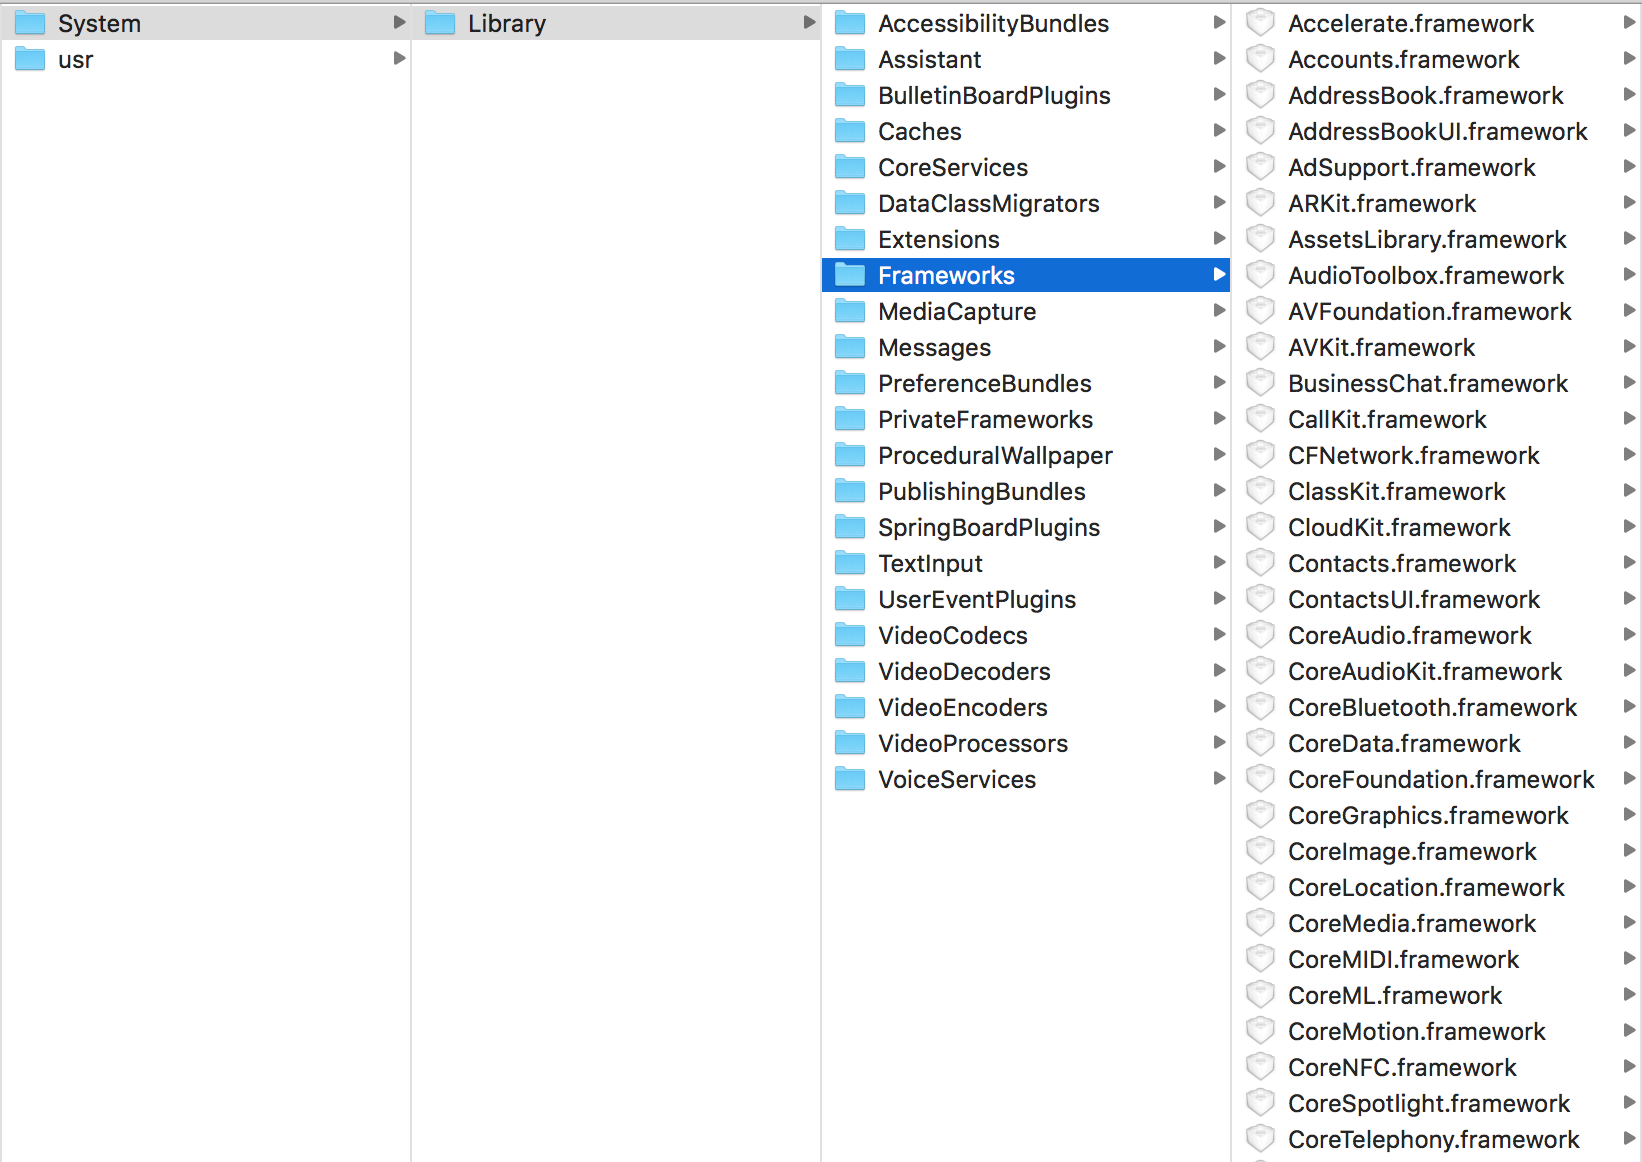 System
usr
Library
AccessibilityBundles
Assistant
BulletinBoardPlugins
Caches
CoreServices
DataClassMigrators
Extensions
Frameworks
MediaCapture
Messages
PreferenceBundles
PrivateFrameworks
ProceduralWallpaper
PublishingBundles
SpringBoardPlugins
TextInput
UserEventPlugins
VideoCodecs
VideoDecoders
VideoEncoders
VideoProcessors
VoiceServices
Accelerate.framework
Accounts.framework
AddressBook.framework
AddressBookUI.framework
AdSupport.framework
ARKit.framework
AssetsLibrary.framework
AudioToolbox.framework
AVFoundation.framework
AVKit.framework
BusinessChat.framework
CallKit.framework
CFNetwork.framework
ClassKit.framework
CloudKit.framework
Contacts.framework
ContactsUI.framework
CoreAudio.framework
CoreAudioKit.framework
CoreBluetooth.framework
CoreData.framework
CoreFoundation.framework
CoreGraphics.framework
CoreImage.framework
CoreLocation.framework
CoreMedia.framework
CoreMIDI.framework
CoreML.framework
CoreMotion.framework
CoreNFC.framework
CoreSpotlight.framework
CoreTelephony.framework